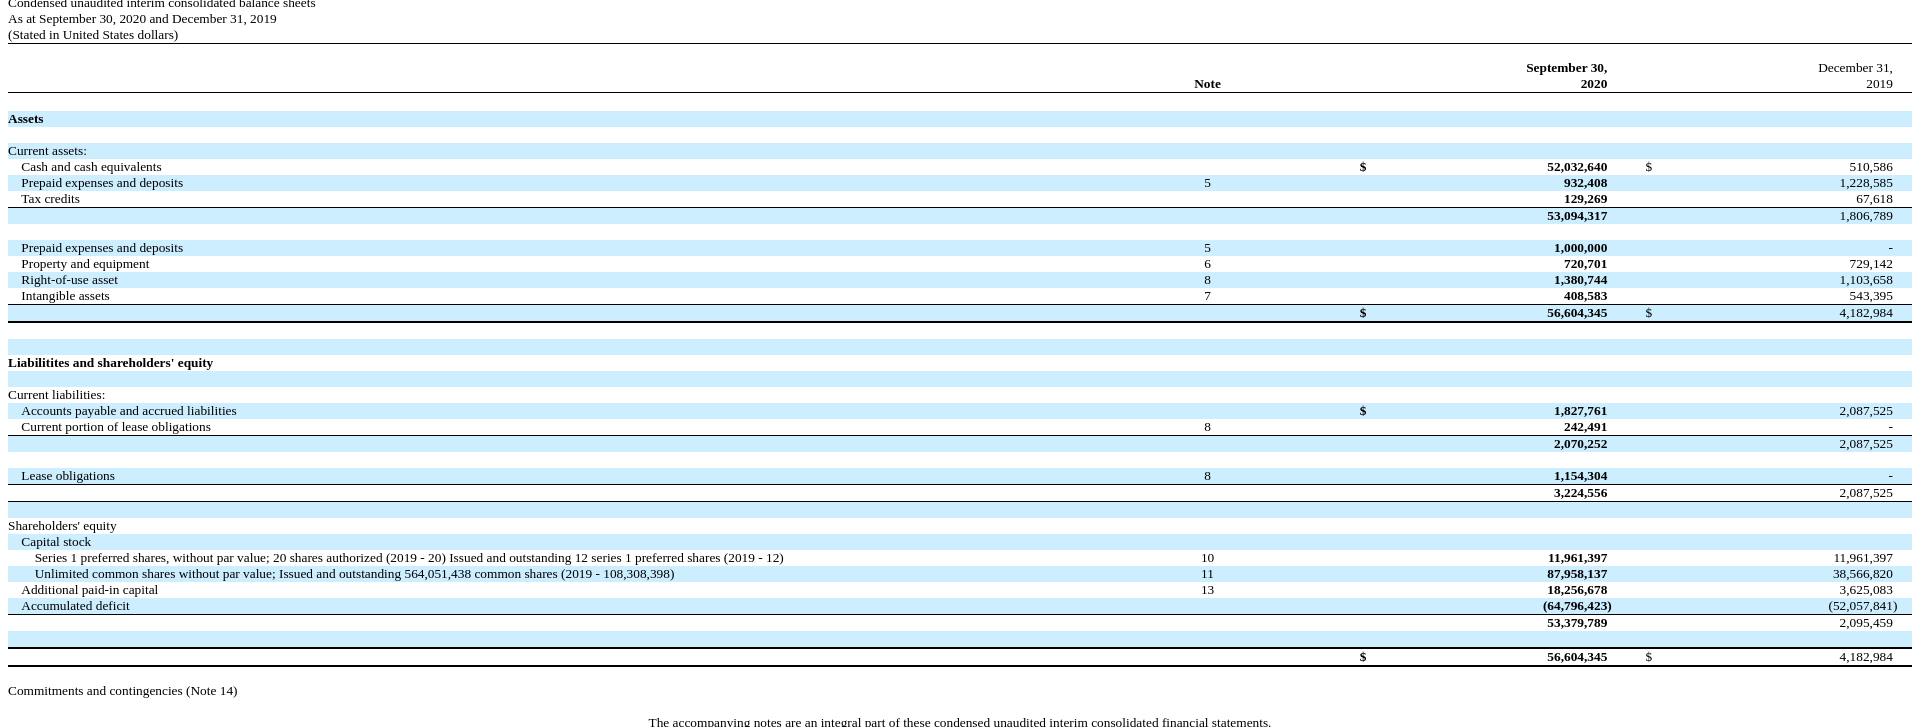 Condensed unaudited interim consolidated balance sheets
As at September 30, 2020 and December 31, 2019
(Stated in United States dollars)
September 30, December 31,
Note 2020 2019
Assets
Current assets:
Cash and cash equivalents $ 52,032,640 $ 510,586
Prepaid expenses and deposits 5 932,408 1,228,585
Tax credits 129,269 67,618
53,094,317 1,806,789
Prepaid expenses and deposits 5 1,000,000 -
Property and equipment 6 720,701 729,142
Right-of-use asset 8 1,380,744 1,103,658
Intangible assets 7 408,583 543,395
$ 56,604,345 $ 4,182,984
Liabilitites and shareholders' equity
Current liabilities:
Accounts payable and accrued liabilities $ 1,827,761 2,087,525
Current portion of lease obligations 8 242,491 -
2,070,252 2,087,525
Lease obligations 8 1,154,304 -
3,224,556 2,087,525
Shareholders' equity
Capital stock
Series 1 preferred shares, without par value; 20 shares authorized (2019 - 20) Issued and outstanding 12 series 1 preferred shares (2019 - 12) 10 11,961,397 11,961,397
Unlimited common shares without par value; Issued and outstanding 564,051,438 common shares (2019 - 108,308,398) 11 87,958,137 38,566,820
Additional paid-in capital 13 18,256,678 3,625,083
Accumulated deficit (64,796,423) (52,057,841)
53,379,789 2,095,459
$ 56,604,345 $ 4,182,984
Commitments and contingencies (Note 14)
The accompanying notes are an integral part of these condensed unaudited interim consolidated financial statements.